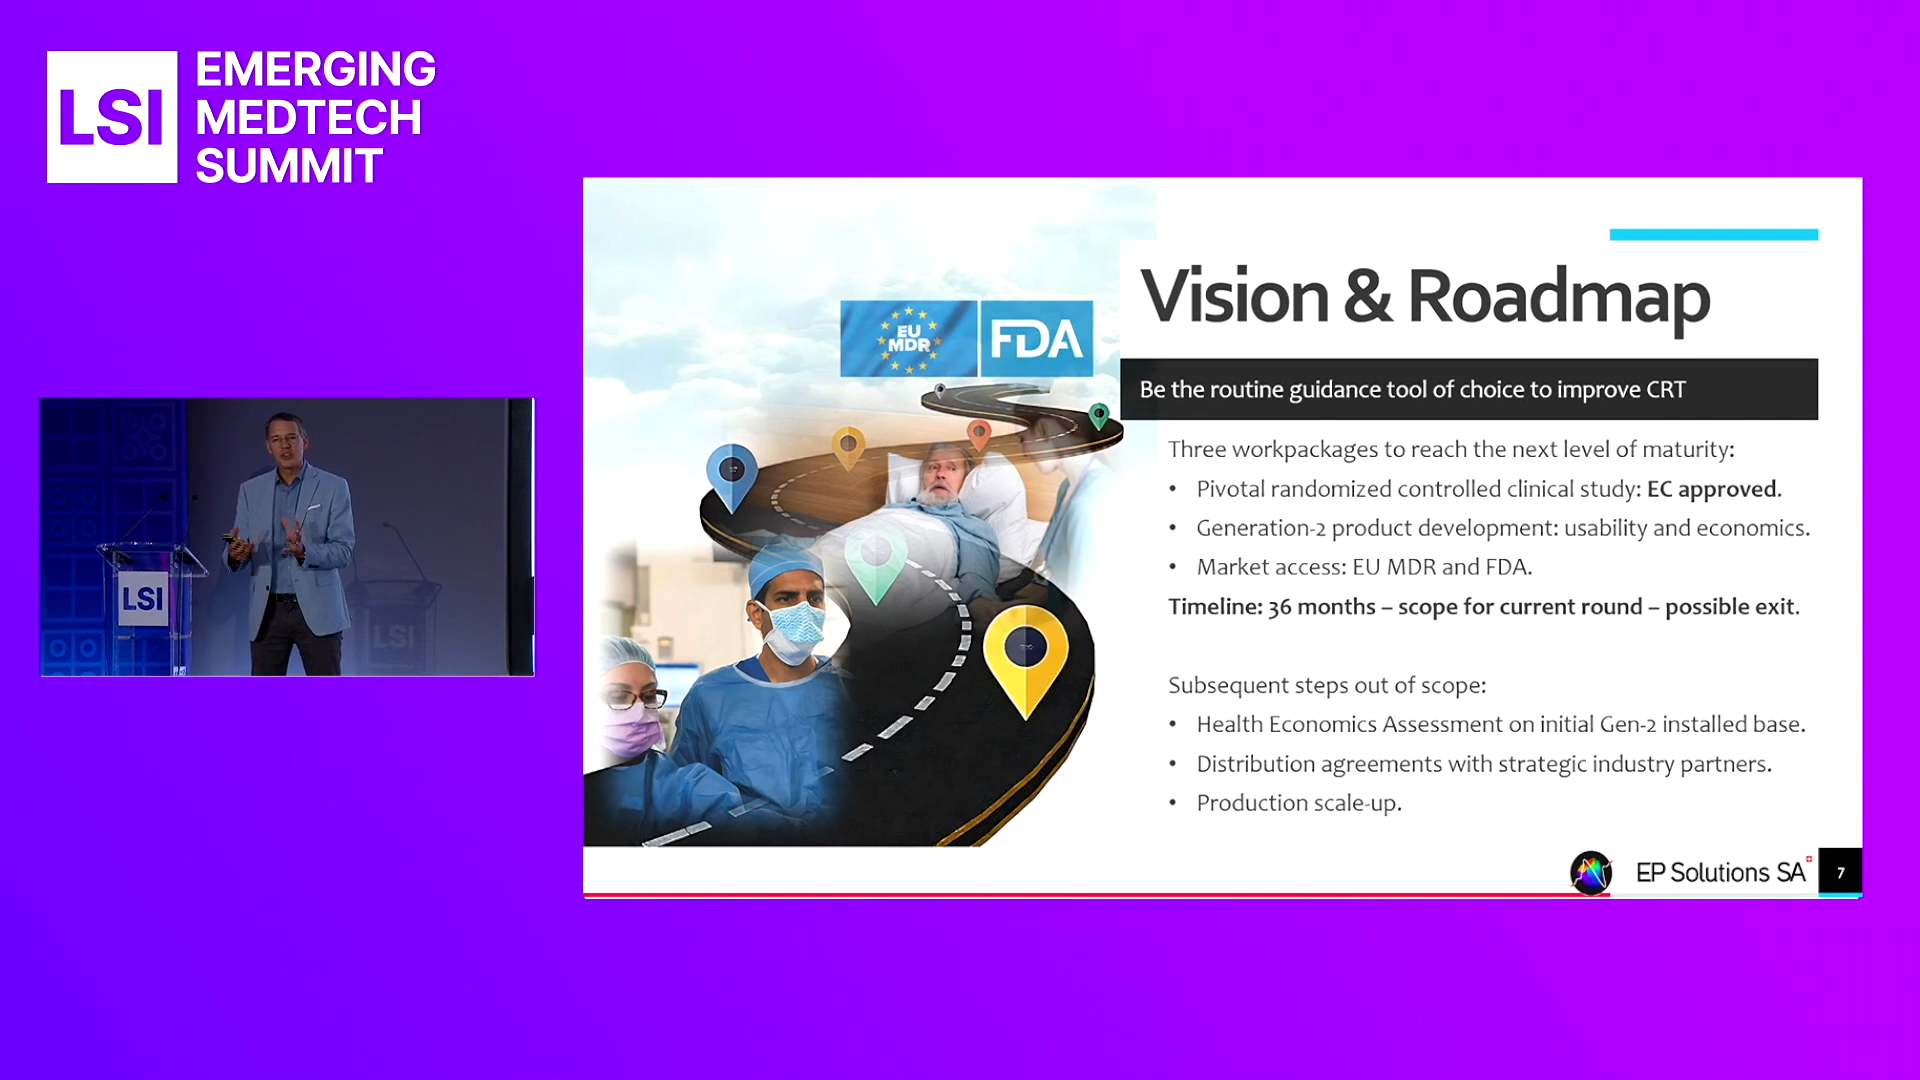 LSI
EMERGING
MEDTECH
SUMMIT
EU
MDR
FDA
Vision & Roadmap
Be the routine guidance tool of choice to improve CRT
Three workpackages to reach the next level of maturity:
• Pivotal randomized controlled clinical study: EC approved.
• Generation-2 product development: usability and economics.
• Market access: EU MDR and FDA.
Timeline: 36 months – scope for current round – possible exit.
Subsequent steps out of scope:
• Health Economics Assessment on initial Gen-2 installed base.
• Distribution agreements with strategic industry partners.
• Production scale-up.
EP Solutions SA
7
LSI
LSI